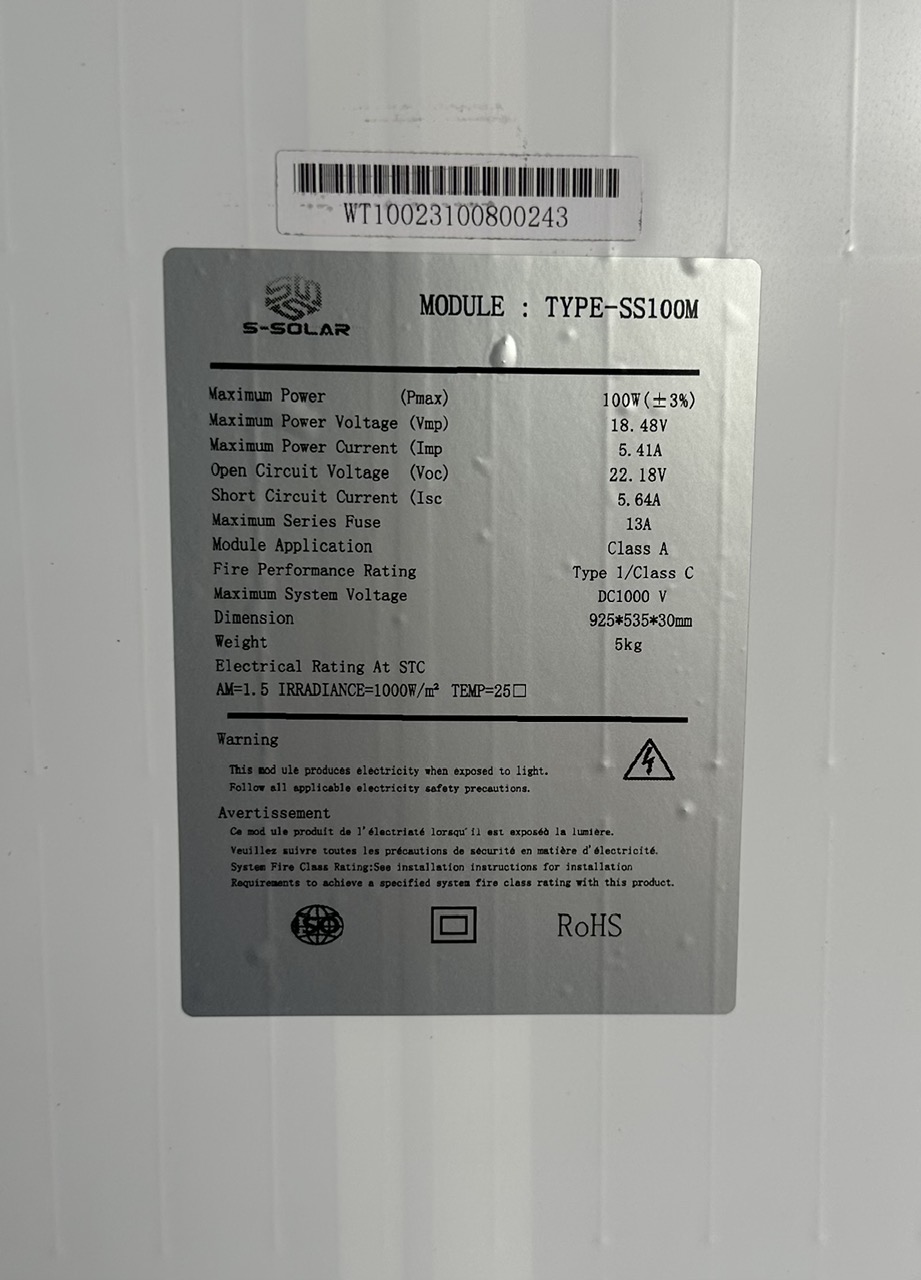 WT10023100800243
S-SOLAR
MODULE : TYPE-SS100M
Maximum Power (Pmax) 100W(±3%)
Maximum Power Voltage (Vmp) 18.48V
Maximum Power Current (Imp 5.41A
Open Circuit Voltage (Voc) 22.18V
Short Circuit Current (Isc 5.64A
Maximum Series Fuse 13A
Module Application Class A
Fire Performance Rating Type 1/Class C
Maximum System Voltage DC1000 V
Dimension 925*535*30mm
Weight 5kg
Electrical Rating At STC
AM=1.5 IRRADIANCE=1000W/m² TEMP=25□
Warning
This mod ule produces electricity when exposed to light.
Follow all applicable electricity safety precautions.
Avertissement
Ce mod ule produit de l'électriaté lorsqu'il est exposéà la lumière.
Veuillez suivre toutes les précautions de sécurité en matière d'électricité.
System Fire Class Rating:See installation instructions for installation
Requirements to achieve a specified system fire class rating with this product.
ISO
RoHS